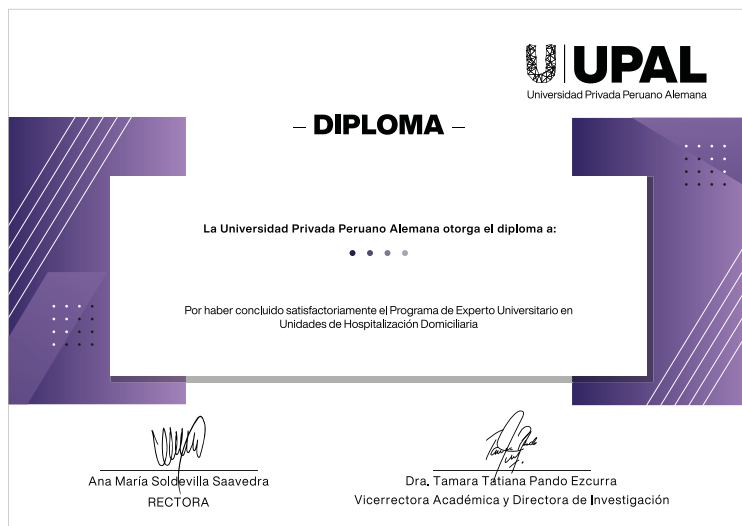 UPAL
Universidad Privada Peruano Alemana
– DIPLOMA –
La Universidad Privada Peruano Alemana otorga el diploma a:
Por haber concluido satisfactoriamente el Programa de Experto Universitario en
Unidades de Hospitalización Domiciliaria
Ana María Soldevilla Saavedra
RECTORA
Dra. Tamara Tatiana Pando Ezcurra
Vicerrectora Académica y Directora de Investigación